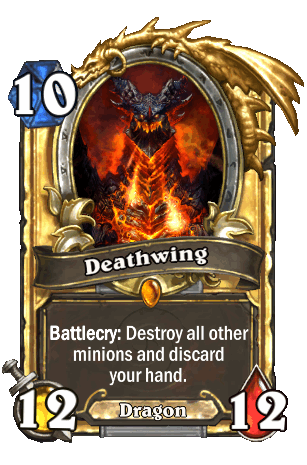 10
Deathwing
Battlecry: Destroy all other
minions and discard
your hand.
12
Dragon
12